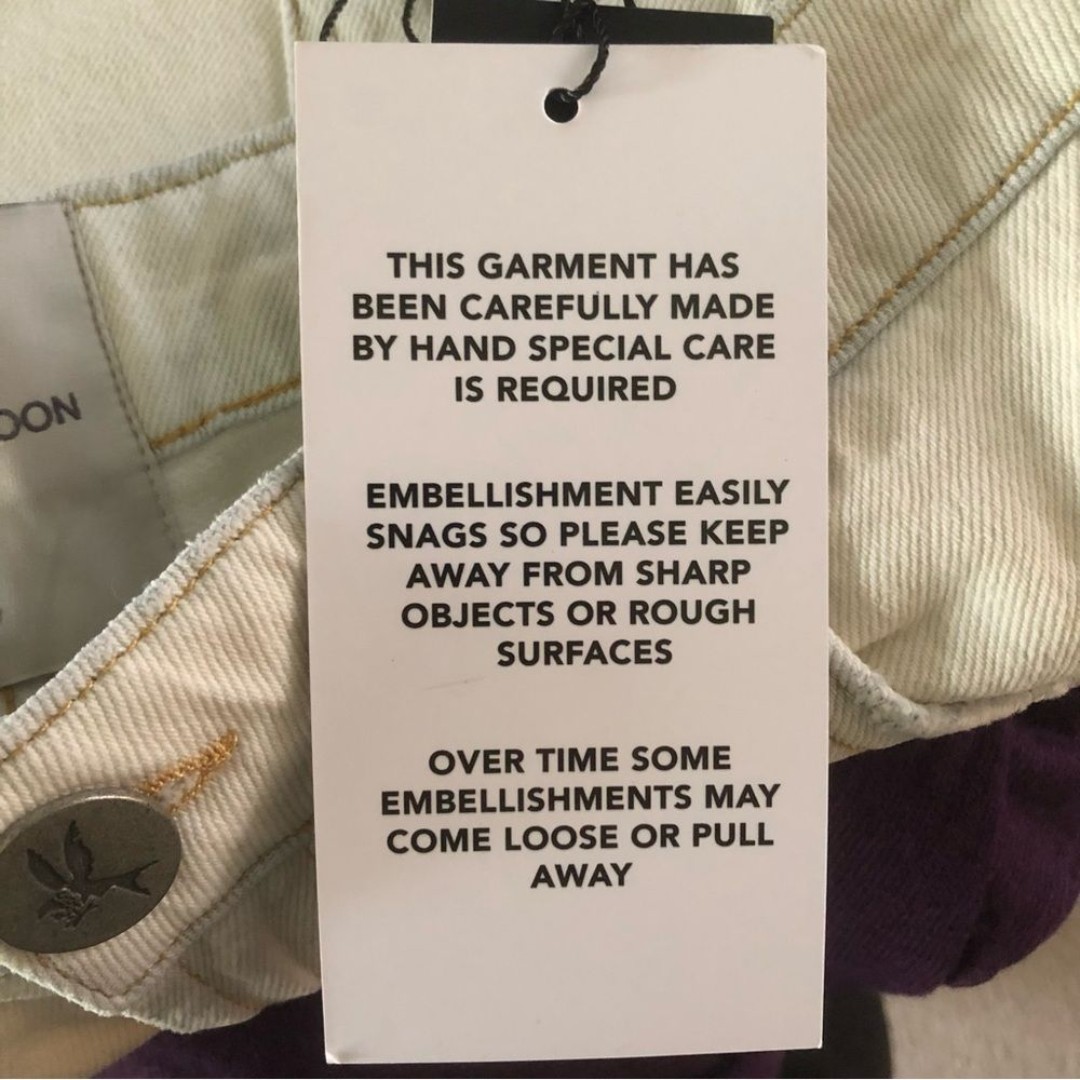 THIS GARMENT HAS
BEEN CAREFULLY MADE
BY HAND SPECIAL CARE
IS REQUIRED
EMBELLISHMENT EASILY
SNAGS SO PLEASE KEEP
AWAY FROM SHARP
OBJECTS OR ROUGH
SURFACES
OVER TIME SOME
EMBELLISHMENTS MAY
COME LOOSE OR PULL
AWAY